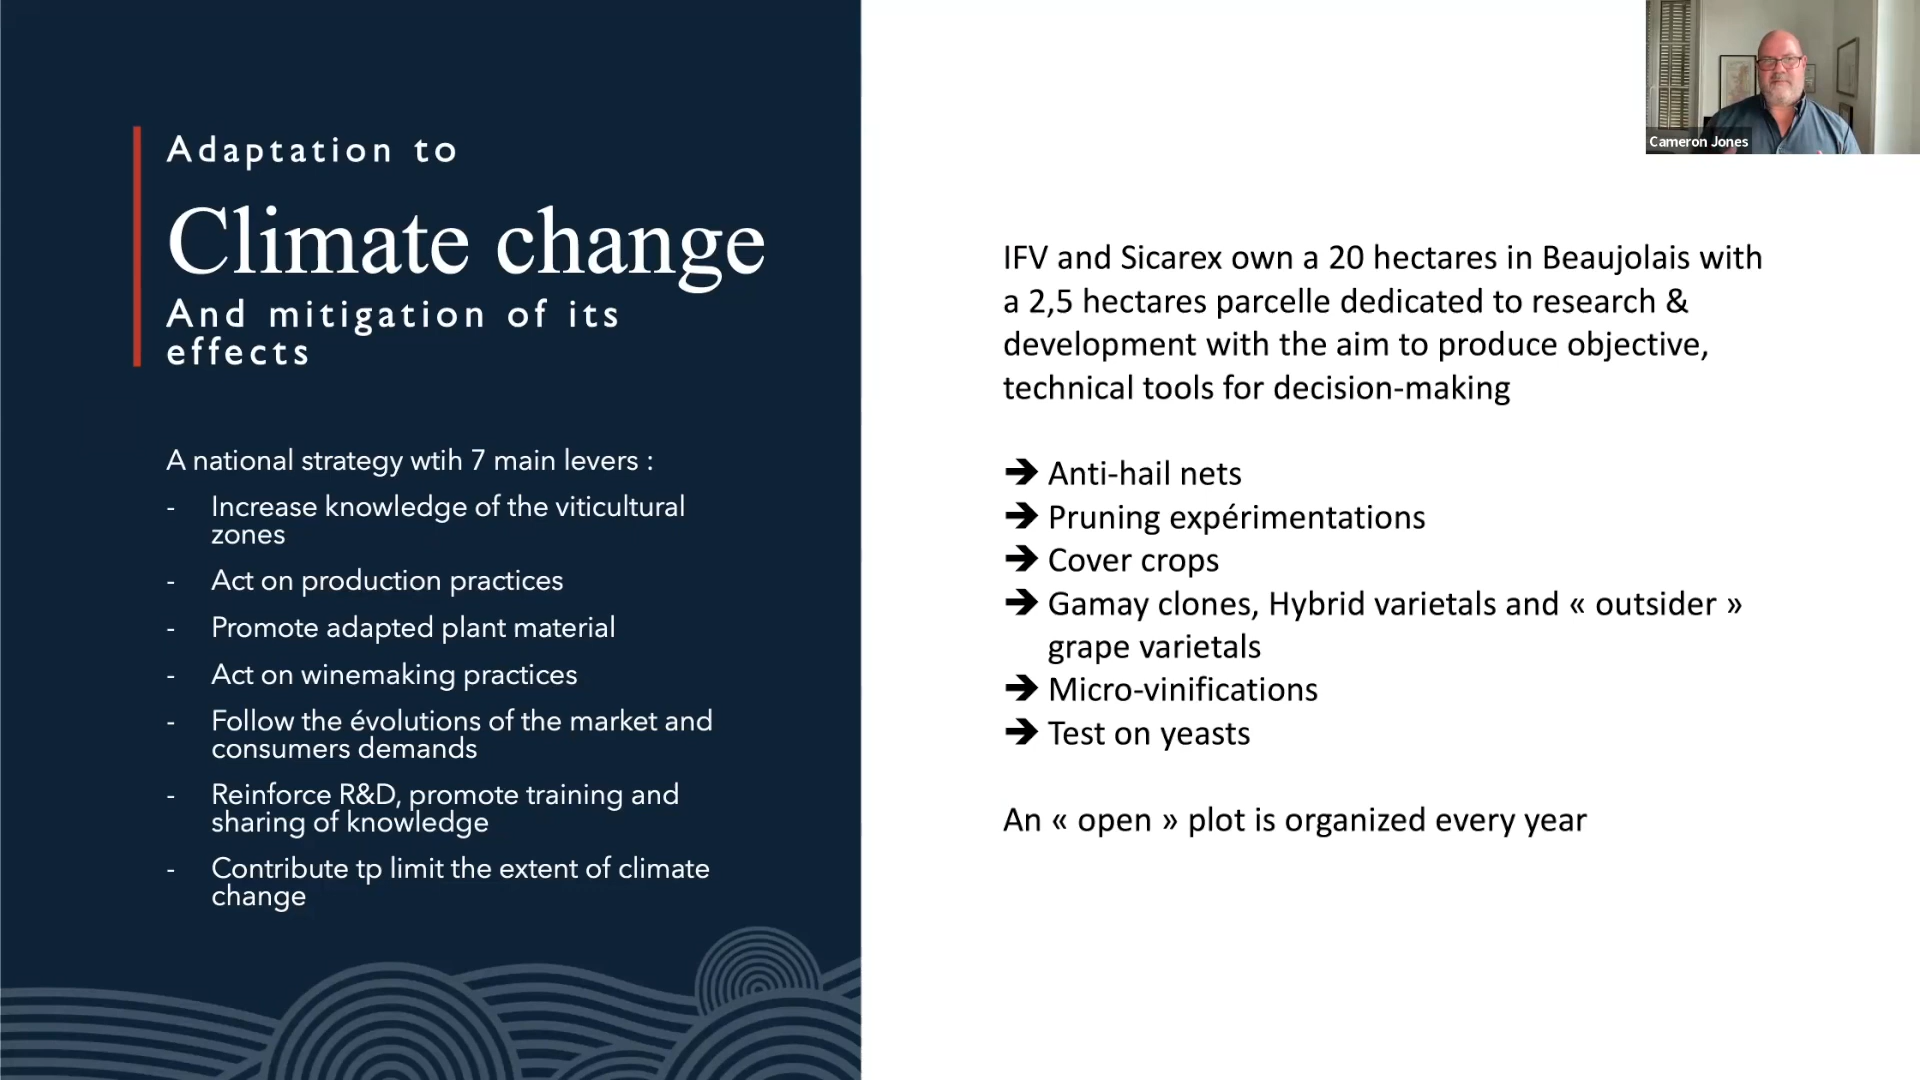 Adaptation to
Climate change
And mitigation of its
effects
A national strategy wtih 7 main levers :
- Increase knowledge of the viticultural
zones
- Act on production practices
- Promote adapted plant material
- Act on winemaking practices
- Follow the évolutions of the market and
consumers demands
- Reinforce R&D, promote training and
sharing of knowledge
- Contribute tp limit the extent of climate
change
Cameron Jones
IFV and Sicarex own a 20 hectares in Beaujolais with
a 2,5 hectares parcelle dedicated to research &
development with the aim to produce objective,
technical tools for decision-making
➔ Anti-hail nets
➔ Pruning expérimentations
➔ Cover crops
➔ Gamay clones, Hybrid varietals and « outsider »
grape varietals
➔ Micro-vinifications
➔ Test on yeasts
An « open » plot is organized every year